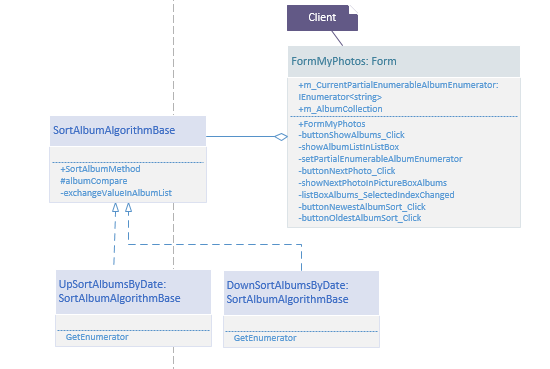 Client
FormMyPhotos: Form
+m_CurrentPartialEnumerableAlbumEnumerator:
IEnumerator<string>
+m_AlbumCollection
+FormMyPhotos
-buttonShowAlbums_Click
-showAlbumListInListBox
-setPartialEnumerableAlbumEnumerator
-buttonNextPhoto_Click
-showNextPhotoInPictureBoxAlbums
-listBoxAlbums_SelectedIndexChanged
-buttonNewestAlbumSort_Click
-buttonOldestAlbumSort_Click
SortAlbumAlgorithmBase
+SortAlbumMethod
#albumCompare
-exchangeValueInAlbumList
UpSortAlbumsByDate:
SortAlbumAlgorithmBase
GetEnumerator
DownSortAlbumsByDate:
SortAlbumAlgorithmBase
GetEnumerator